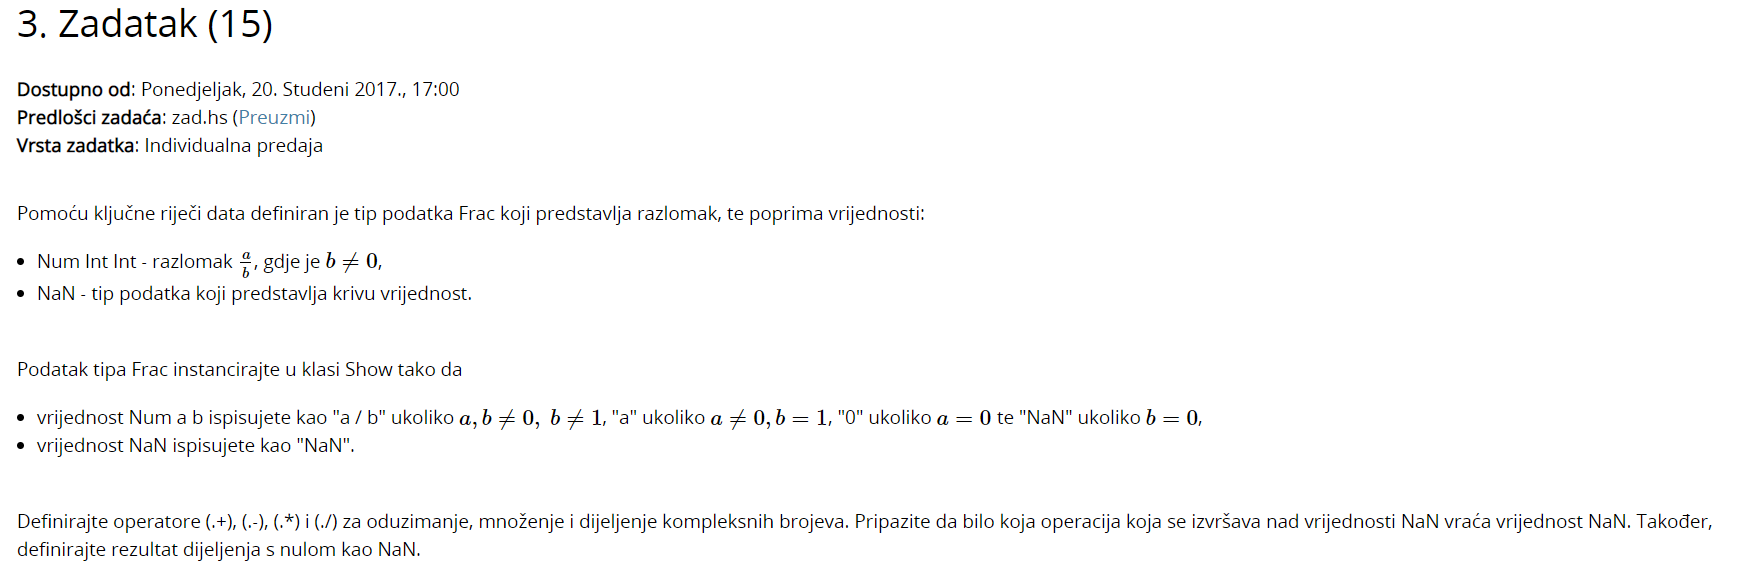 3. Zadatak (15)
Dostupno od: Ponedjeljak, 20. Studeni 2017., 17:00
Predlošci zadaća: zad.hs (Preuzmi)
Vrsta zadatka: Individualna predaja
Pomoću ključne riječi data definiran je tip podatka Frac koji predstavlja razlomak, te poprima vrijednosti:
• Num Int Int - razlomak a/b, gdje je b ≠ 0,
• NaN - tip podatka koji predstavlja krivu vrijednost.
Podatak tipa Frac instancirajte u klasi Show tako da
• vrijednost Num a b ispisujete kao "a / b" ukoliko a, b ≠ 0, b ≠ 1, "a" ukoliko a ≠ 0, b = 1, "0" ukoliko a = 0 te "NaN" ukoliko b = 0,
• vrijednost NaN ispisujete kao "NaN".
Definirajte operatore (.+), (.-), (.*) i (./) za oduzimanje, množenje i dijeljenje kompleksnih brojeva. Pripazite da bilo koja operacija koja se izvršava nad vrijednosti NaN vraća vrijednost NaN. Također,
definirajte rezultat dijeljenja s nulom kao NaN.